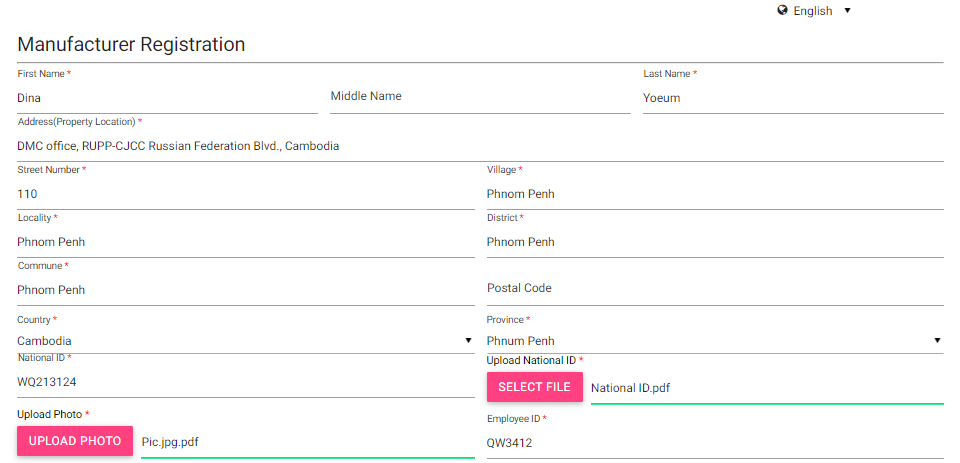 English
Manufacturer Registration
First Name *
Last Name *
Dina
Middle Name
Yoeum
Address(Property Location) *
DMC office, RUPP-CJCC Russian Federation Blvd., Cambodia
Street Number *
Village *
110
Phnom Penh
Locality *
District *
Phnom Penh
Phnom Penh
Commune *
Phnom Penh
Postal Code
Country *
Province *
Cambodia
Phnum Penh
National ID *
Upload National ID *
WQ213124
SELECT FILE
National ID.pdf
Upload Photo *
Employee ID *
UPLOAD PHOTO
Pic.jpg.pdf
QW3412